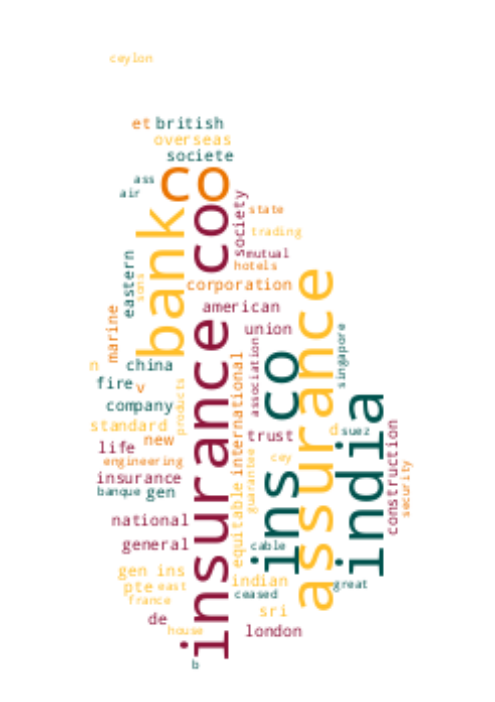 ceylon
et british
overseas
societe
ass co
air
society
state
trading
bank
insurance co
mutual
hotels
eastern
suns
corporation
american
marine
union
assurance
singapore
association
international
ins co
n china
fire v
products
company
india
standard
d suez
new
trust
life
construction
engineering
cey
security
insurance
guarantee
banque gen
equitable
national
general
cable
gen ins
indian
great
pte east
ceased
france
sri
de
house
london
b